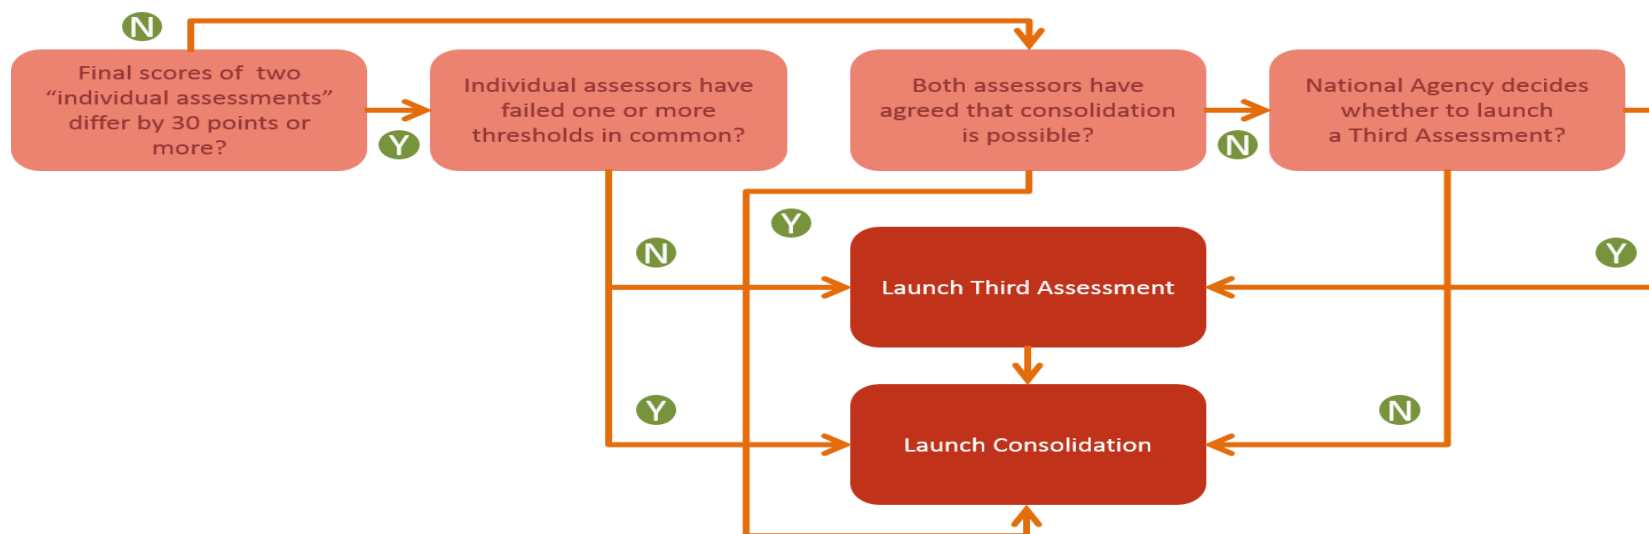 N
Final scores of  two
“individual assessments”
differ by 30 points or
more?
Y
Individual assessors have
failed one or more
thresholds in common?
Both assessors have
agreed that consolidation
is possible?
N
National Agency decides
whether to launch
a Third Assessment?
Y
N
Y
Launch Third Assessment
Y
N
Launch Consolidation